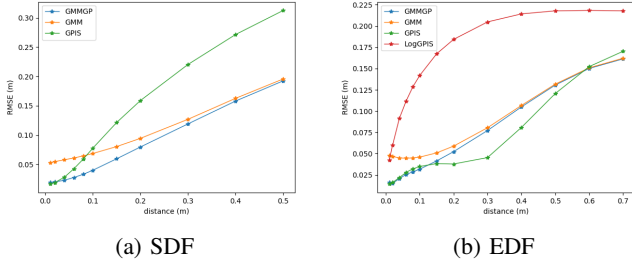 GMMGP
GMM
GPIS
RMSE (m)
0.30
0.25
0.20
0.15
0.10
0.05
0.0 0.1 0.2 0.3 0.4 0.5
distance (m)
(a) SDF
GMMGP
GMM
GPIS
LogGPIS
RMSE (m)
0.225
0.200
0.175
0.150
0.125
0.100
0.075
0.050
0.025
0.0 0.1 0.2 0.3 0.4 0.5 0.6 0.7
distance (m)
(b) EDF